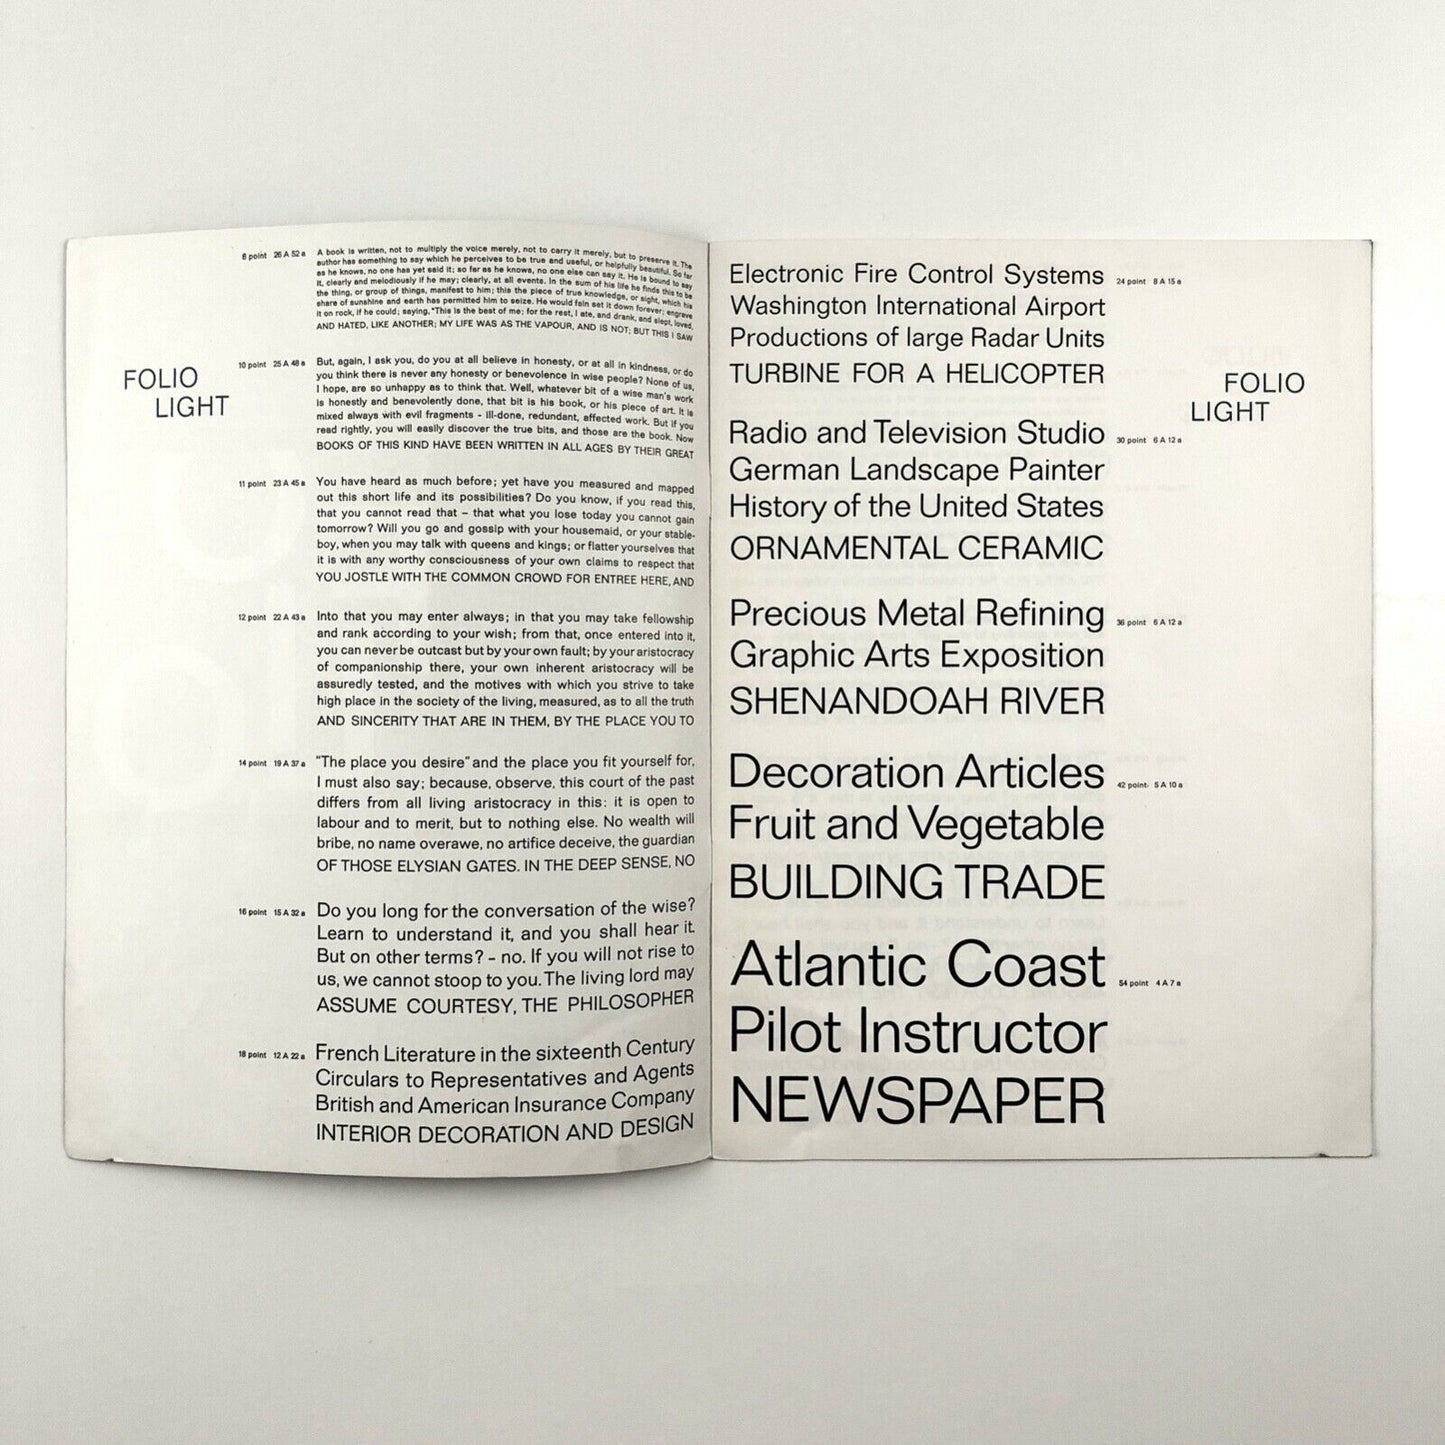 FOLIO
LIGHT
8 point 26 A 52 a
A book is written, not to multiply the voice merely, not to carry it merely, but to preserve it. The
author has something to say which he perceives to be true and useful, or helpfully beautiful. So far
as he knows, no one has yet said it; so far as he knows, no one else can say it. He is bound to say
it, clearly and melodiously if he may; clearly, at all events. In the sum of his life he finds this to be
the thing, or group of things, manifest to him; this the piece of true knowledge, or sight, which his
share of sunshine and earth has permitted him to seize. He would fain set it down forever; engrave
it on rock, if he could; saying, "This is the best of me; for the rest, I ate, and drank, and slept, loved,
AND HATED, LIKE ANOTHER; MY LIFE WAS AS THE VAPOUR, AND IS NOT; BUT THIS I SAW
10 point 25 A 48 a
But, again, I ask you, do you at all believe in honesty, or at all in kindness, or do
you think there is never any honesty or benevolence in wise people? None of us,
I hope, are so unhappy as to think that. Well, whatever bit of a wise man's work
is honestly and benevolently done, that bit is his book, or his piece of art. It is
mixed always with evil fragments - ill-done, redundant, affected work. But if you
read rightly, you will easily discover the true bits, and those are the book. Now
BOOKS OF THIS KIND HAVE BEEN WRITTEN IN ALL AGES BY THEIR GREAT
11 point 23 A 45 a
You have heard as much before; yet have you measured and mapped
out this short life and its possibilities? Do you know, if you read this,
that you cannot read that – that what you lose today you cannot gain
tomorrow? Will you go and gossip with your housemaid, or your stable-
boy, when you may talk with queens and kings; or flatter yourselves that
it is with any worthy consciousness of your own claims to respect that
YOU JOSTLE WITH THE COMMON CROWD FOR ENTREE HERE, AND
12 point 22 A 43 a
Into that you may enter always; in that you may take fellowship
and rank according to your wish; from that, once entered into it,
you can never be outcast but by your own fault; by your aristocracy
of companionship there, your own inherent aristocracy will be
assuredly tested, and the motives with which you strive to take
high place in the society of the living, measured, as to all the truth
AND SINCERITY THAT ARE IN THEM, BY THE PLACE YOU TO
14 point 19 A 37 a
"The place you desire" and the place you fit yourself for,
I must also say; because, observe, this court of the past
differs from all living aristocracy in this: it is open to
labour and to merit, but to nothing else. No wealth will
bribe, no name overawe, no artifice deceive, the guardian
OF THOSE ELYSIAN GATES. IN THE DEEP SENSE, NO
16 point 15 A 32 a
Do you long for the conversation of the wise?
Learn to understand it, and you shall hear it.
But on other terms? – no. If you will not rise to
us, we cannot stoop to you. The living lord may
ASSUME COURTESY, THE PHILOSOPHER
18 point 12 A 22 a
French Literature in the sixteenth Century
Circulars to Representatives and Agents
British and American Insurance Company
INTERIOR DECORATION AND DESIGN
Electronic Fire Control Systems
24 point 8 A 15 a
Washington International Airport
Productions of large Radar Units
TURBINE FOR A HELICOPTER
FOLIO
LIGHT
Radio and Television Studio
30 point 6 A 12 a
German Landscape Painter
History of the United States
ORNAMENTAL CERAMIC
Precious Metal Refining
36 point 6 A 12 a
Graphic Arts Exposition
SHENANDOAH RIVER
Decoration Articles
42 point 5 A 10 a
Fruit and Vegetable
BUILDING TRADE
Atlantic Coast
54 point 4 A 7 a
Pilot Instructor
NEWSPAPER